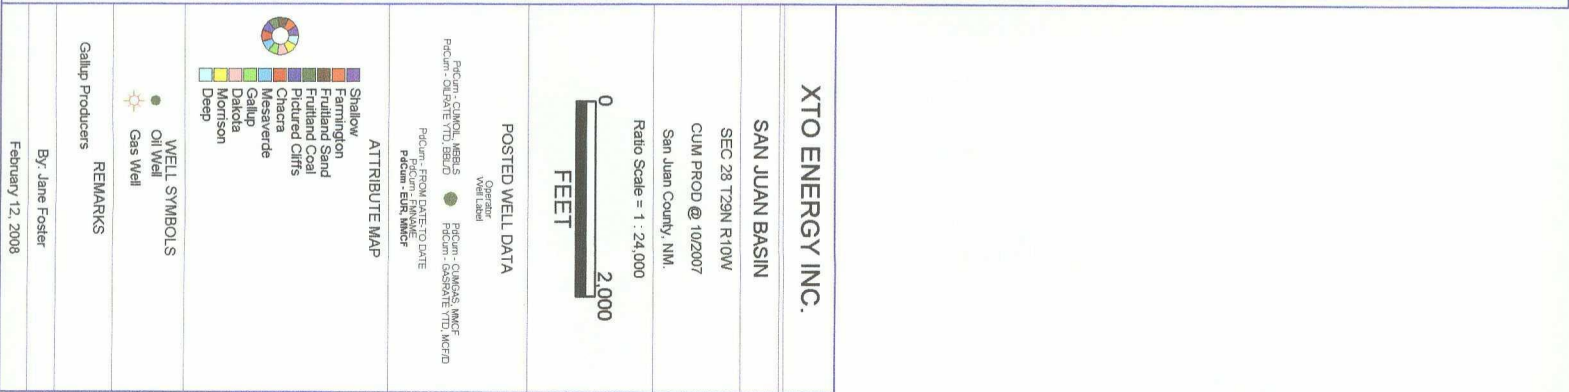 XTO ENERGY INC.
SAN JUAN BASIN
SEC 28 T29N R10W
CUM PROD @ 10/2007
San Juan County, NM.
Ratio Scale = 1 : 24,000
0 2,000
FEET
POSTED WELL DATA
Operator
Well Label
PdCum - CUMOIL, MBBLS PdCum - CUMGAS, MMCF
PdCum - OILRATE YTD, BBL/D PdCum - GASRATE YTD, MCF/D
PdCum - FROM DATE-TO DATE
PdCum - FMNAME
PdCum - EUR, MMCF
ATTRIBUTE MAP
Shallow
Farmington
Fruitland Sand
Fruitland Coal
Pictured Cliffs
Chacra
Mesaverde
Gallup
Dakota
Morrison
Deep
WELL SYMBOLS
Oil Well
Gas Well
REMARKS
Gallup Producers
By: Jane Foster
February 12, 2008